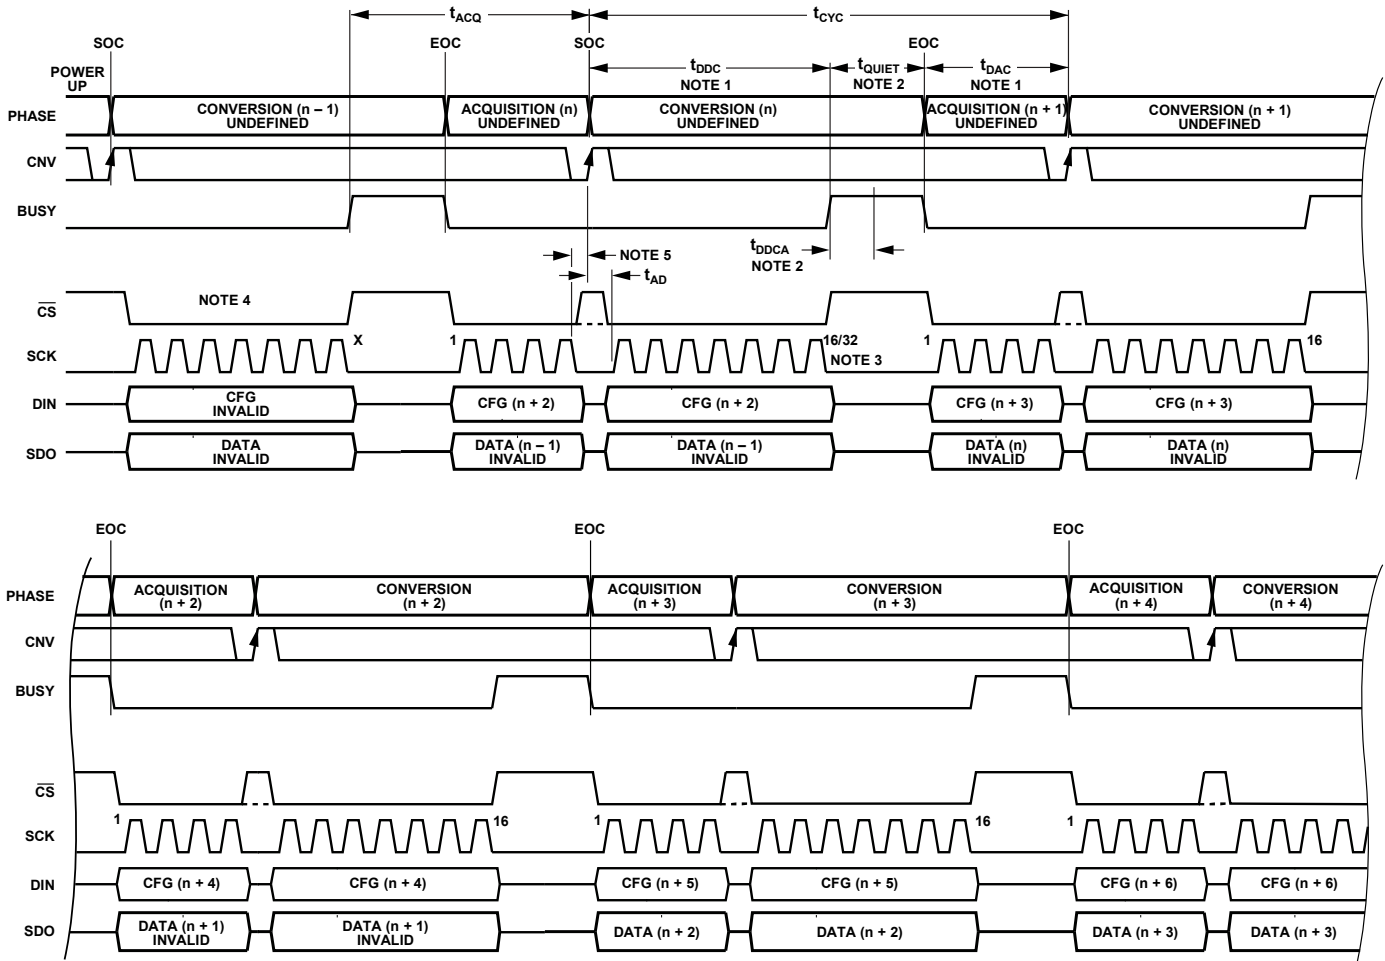 tACQ tCYC
SOC EOC SOC EOC
POWER UP tDDC NOTE 1 tQUIET NOTE 2 tDAC NOTE 1
PHASE CONVERSION (n – 1) UNDEFINED ACQUISITION (n) UNDEFINED CONVERSION (n) UNDEFINED ACQUISITION (n + 1) UNDEFINED CONVERSION (n + 1) UNDEFINED
CNV
BUSY
NOTE 5 tDDCA NOTE 2
tAD
CS NOTE 4
SCK X 1 16/32 NOTE 3 1 16
DIN CFG INVALID CFG (n + 2) CFG (n + 2) CFG (n + 3) CFG (n + 3)
SDO DATA INVALID DATA (n – 1) INVALID DATA (n – 1) INVALID DATA (n) INVALID DATA (n) INVALID
EOC EOC EOC
PHASE ACQUISITION (n + 2) CONVERSION (n + 2) ACQUISITION (n + 3) CONVERSION (n + 3) ACQUISITION (n + 4) CONVERSION (n + 4)
CNV
BUSY
CS
SCK 1 16 1 16 1
DIN CFG (n + 4) CFG (n + 4) CFG (n + 5) CFG (n + 5) CFG (n + 6) CFG (n + 6)
SDO DATA (n + 1) INVALID DATA (n + 1) INVALID DATA (n + 2) DATA (n + 2) DATA (n + 3) DATA (n + 3)